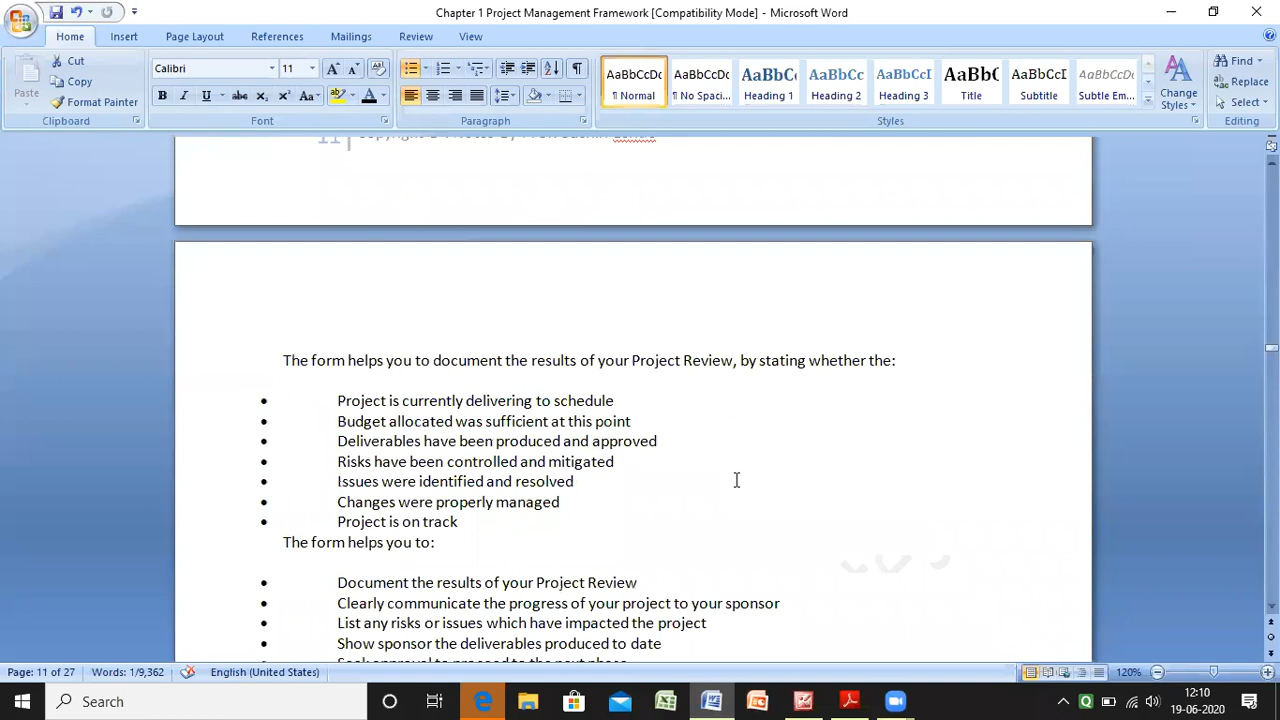 Chapter 1 Project Management Framework [Compatibility Mode] - Microsoft Word
Home Insert Page Layout References Mailings Review View
Paste Cut Copy Format Painter
Calibri 11
AaBbCcDc AaBbCcDc AaBbC AaBbCc AaBbCcI AaBbC AaBbCcI AaBbCcDc
¶ Normal ¶ No Spaci... Heading 1 Heading 2 Heading 3 Title Subtitle Subtle Em...
Change Styles
Find Replace Select
Clipboard Font Paragraph Styles Editing
The form helps you to document the results of your Project Review, by stating whether the:
• Project is currently delivering to schedule
• Budget allocated was sufficient at this point
• Deliverables have been produced and approved
• Risks have been controlled and mitigated
• Issues were identified and resolved
• Changes were properly managed
• Project is on track
The form helps you to:
• Document the results of your Project Review
• Clearly communicate the progress of your project to your sponsor
• List any risks or issues which have impacted the project
• Show sponsor the deliverables produced to date
Page: 11 of 27 Words: 1/9,362 English (United States) 120%
Search
12:10
19-06-2020